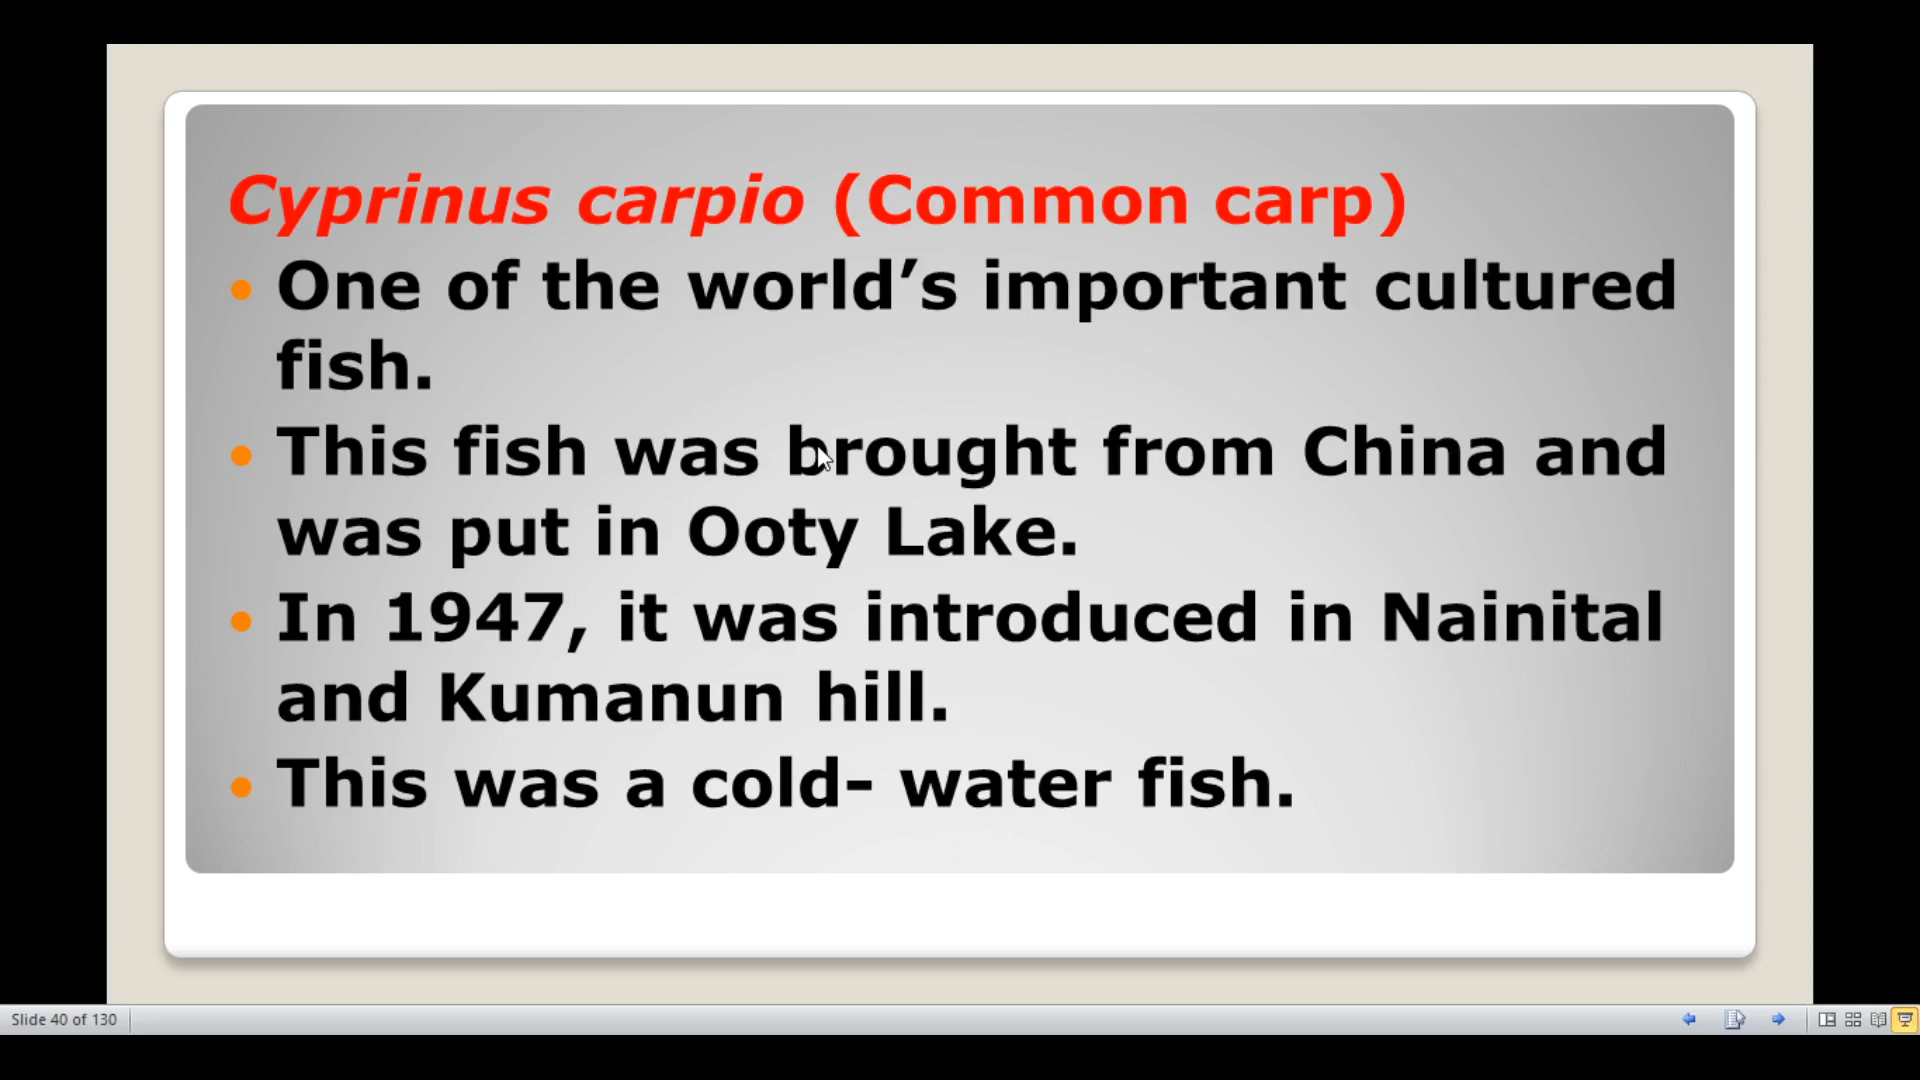 Cyprinus carpio (Common carp)
• One of the world’s important cultured
fish.
• This fish was brought from China and
was put in Ooty Lake.
• In 1947, it was introduced in Nainital
and Kumanun hill.
• This was a cold- water fish.
Slide 40 of 130